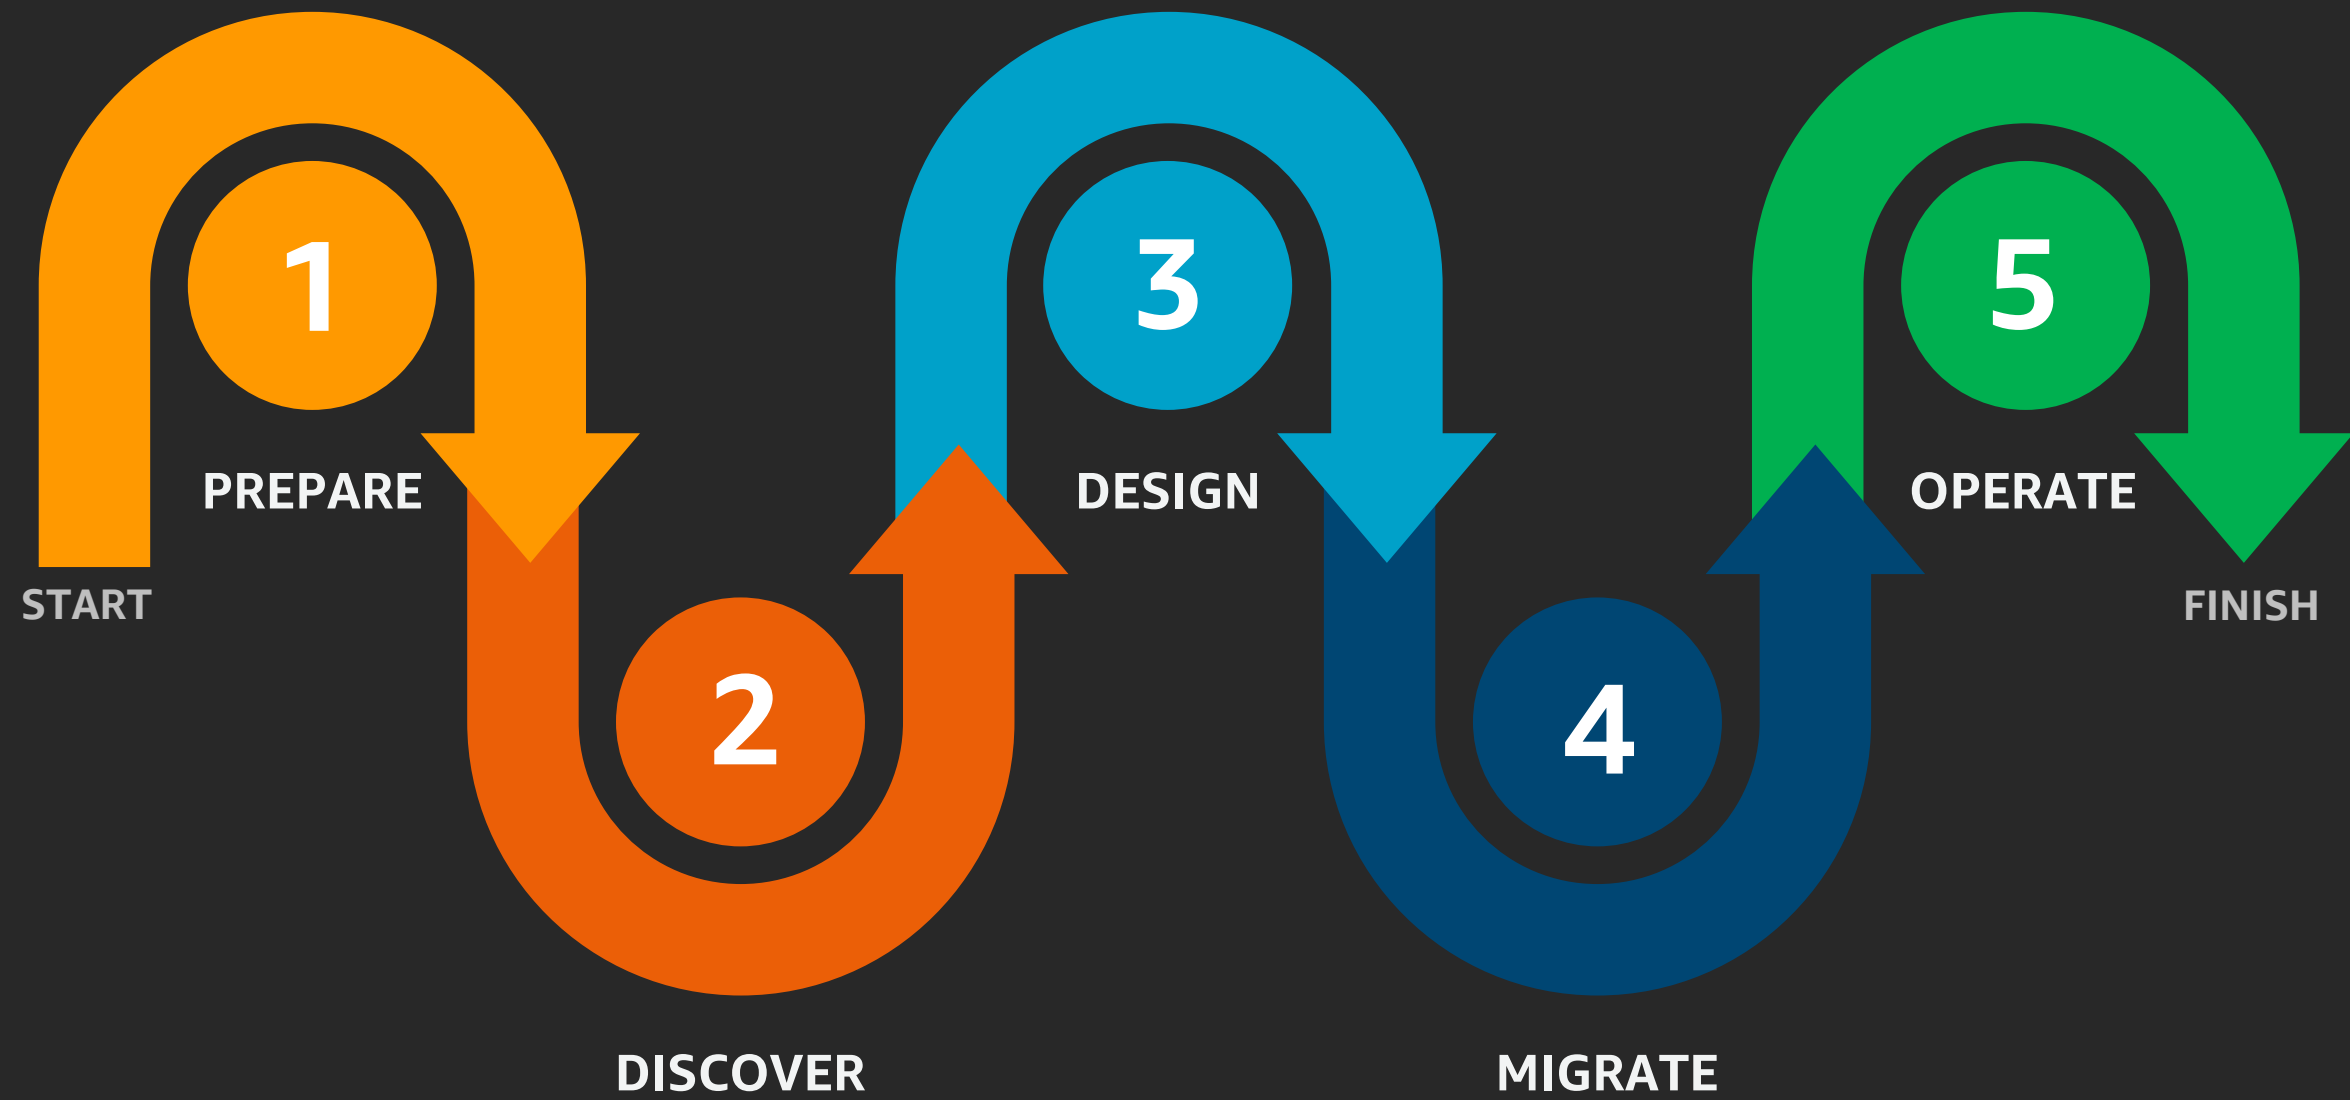 1
3
5
PREPARE
DESIGN
OPERATE
START
FINISH
2
4
DISCOVER
MIGRATE